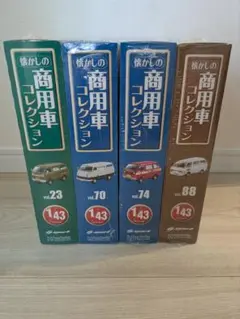 懐かしの
商用車
コレクション
VOL.23
1/43
懐かしの
商用車
コレクション
VOL.70
1/43
懐かしの
商用車
コレクション
VOL.74
1/43
懐かしの
商用車
コレクション
VOL.88
1/43